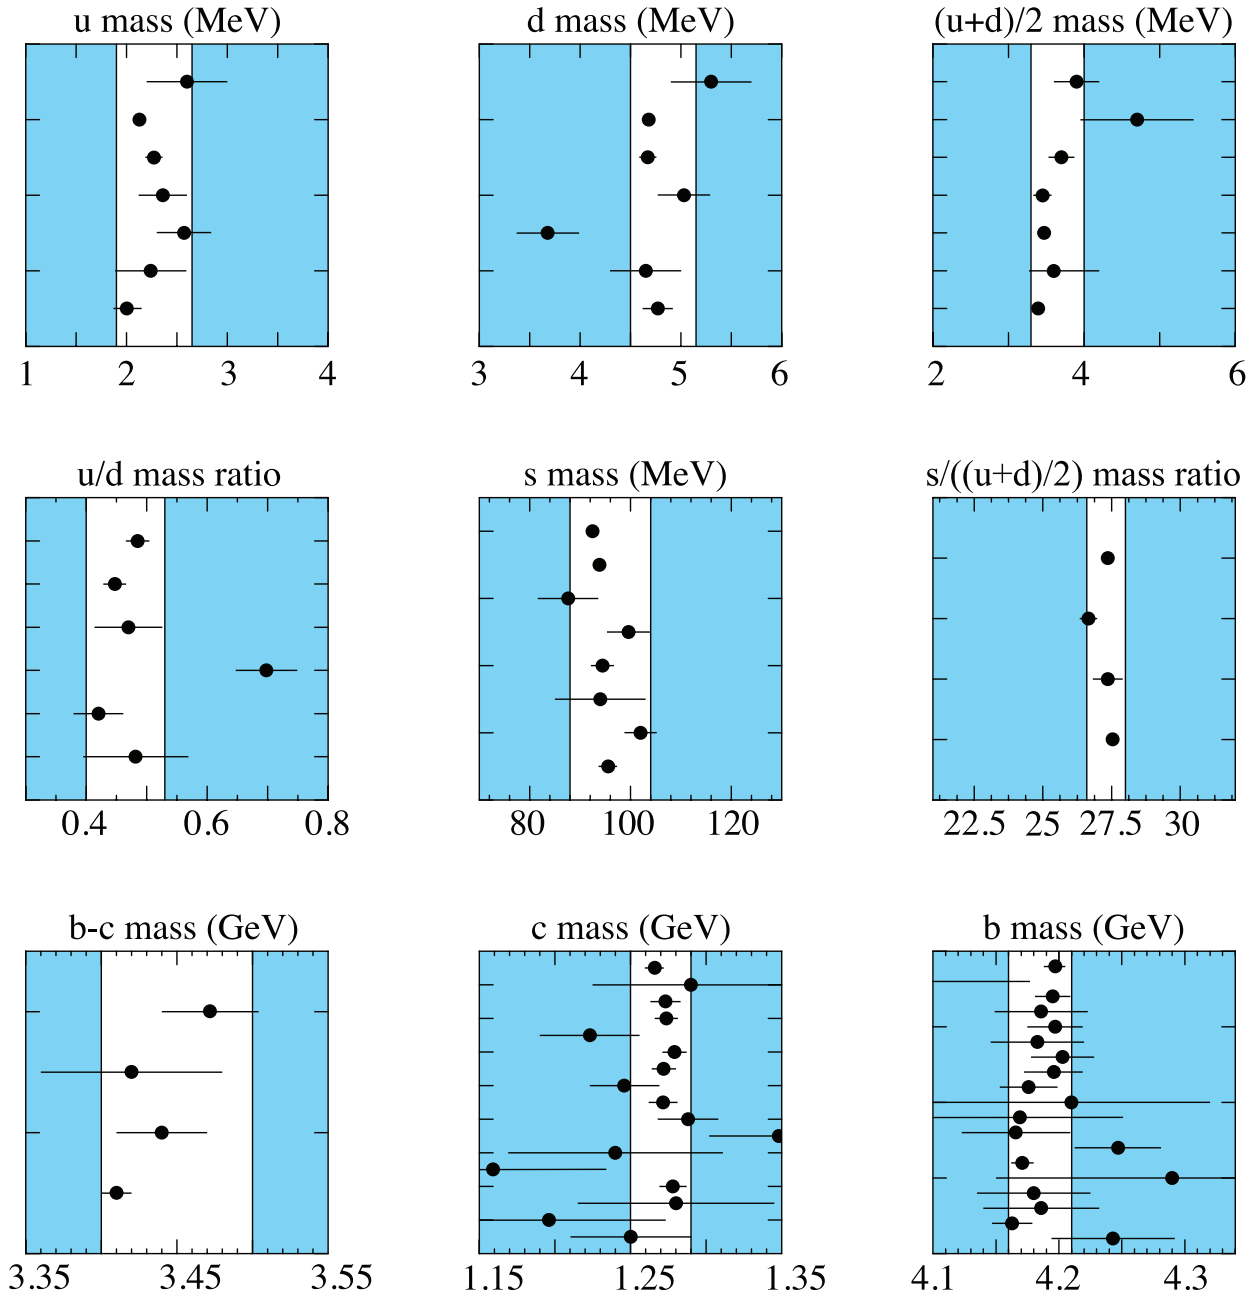 u mass (MeV)
d mass (MeV)
(u+d)/2 mass (MeV)
1 2 3 4
3 4 5 6
2 4 6
u/d mass ratio
s mass (MeV)
s/((u+d)/2) mass ratio
0.4 0.6 0.8
80 100 120
22.5 25 27.5 30
b-c mass (GeV)
c mass (GeV)
b mass (GeV)
3.35 3.45 3.55
1.15 1.25 1.35
4.1 4.2 4.3